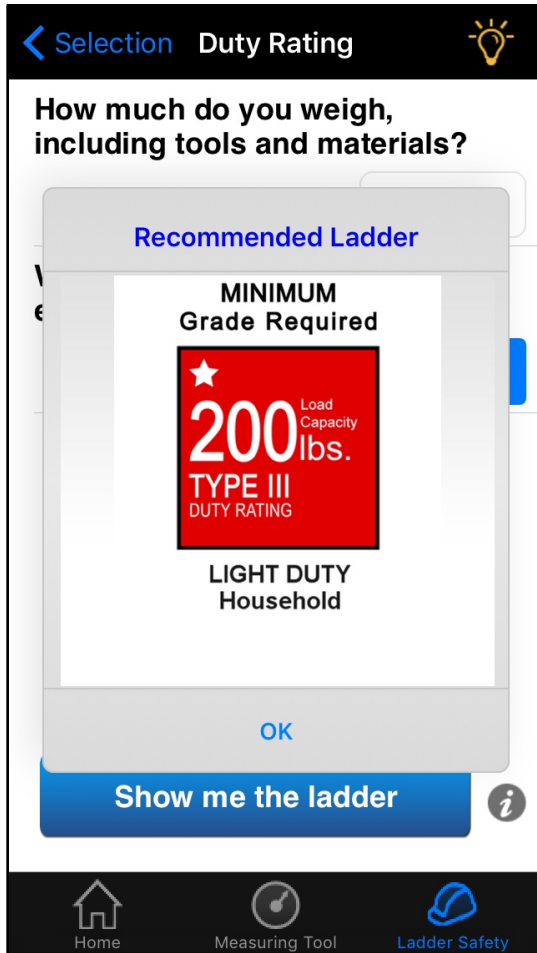 Selection
Duty Rating
How much do you weigh,
including tools and materials?
Recommended Ladder
MINIMUM
Grade Required
200 lbs.
Load
Capacity
TYPE III
DUTY RATING
LIGHT DUTY
Household
OK
Show me the ladder
i
Home
Measuring Tool
Ladder Safety